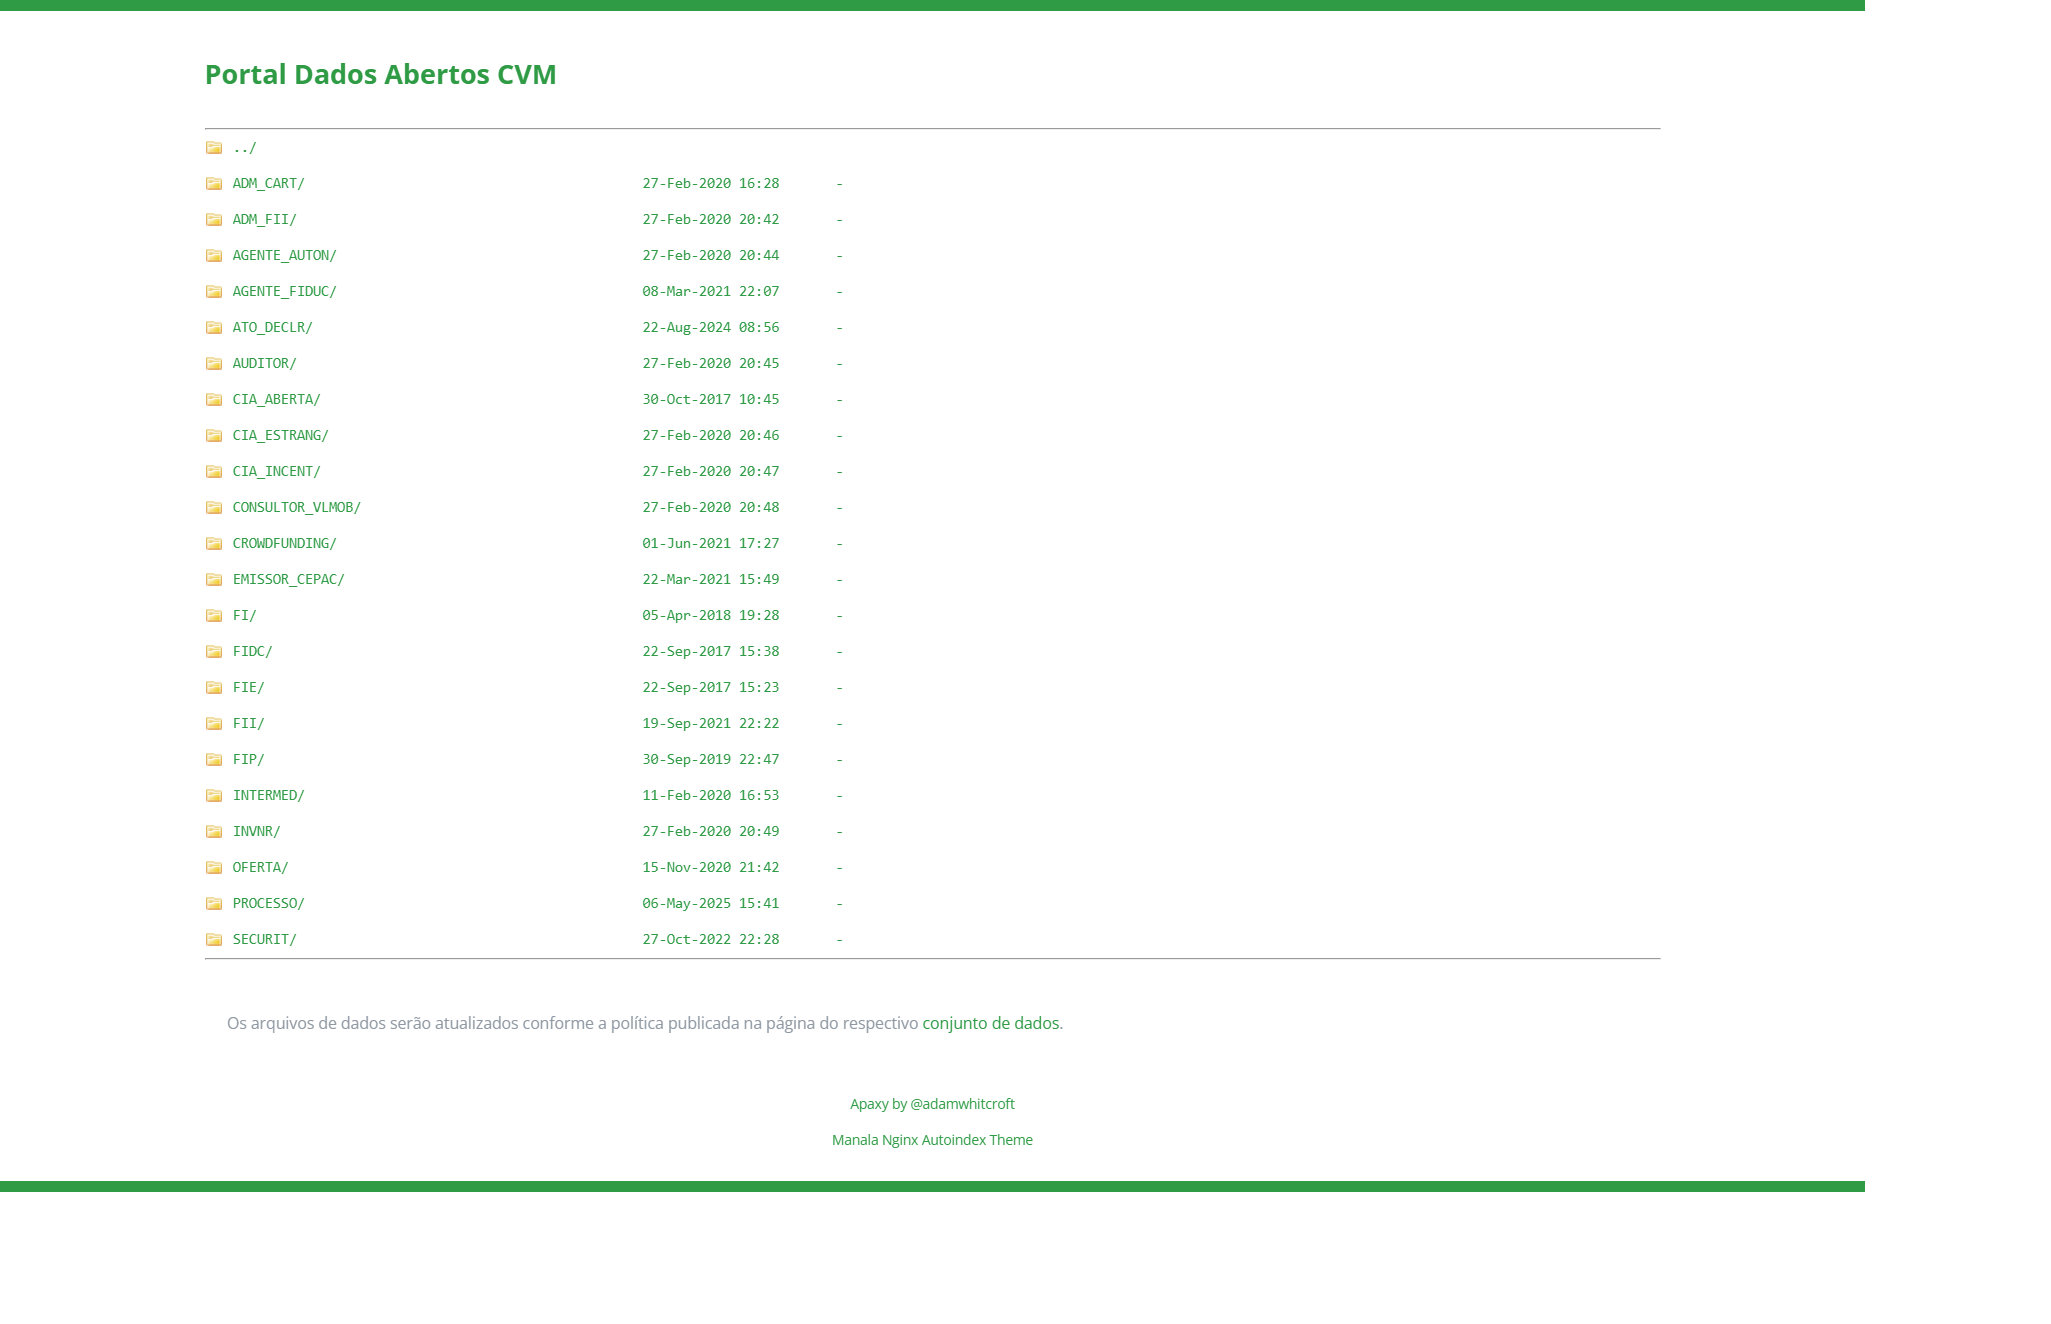 Portal Dados Abertos CVM
../
ADM_CART/ 27-Feb-2020 16:28 -
ADM_FII/ 27-Feb-2020 20:42 -
AGENTE_AUTON/ 27-Feb-2020 20:44 -
AGENTE_FIDUC/ 08-Mar-2021 22:07 -
ATO_DECLR/ 22-Aug-2024 08:56 -
AUDITOR/ 27-Feb-2020 20:45 -
CIA_ABERTA/ 30-Oct-2017 10:45 -
CIA_ESTRANG/ 27-Feb-2020 20:46 -
CIA_INCENT/ 27-Feb-2020 20:47 -
CONSULTOR_VLMOB/ 27-Feb-2020 20:48 -
CROWDFUNDING/ 01-Jun-2021 17:27 -
EMISSOR_CEPAC/ 22-Mar-2021 15:49 -
FI/ 05-Apr-2018 19:28 -
FIDC/ 22-Sep-2017 15:38 -
FIE/ 22-Sep-2017 15:23 -
FII/ 19-Sep-2021 22:22 -
FIP/ 30-Sep-2019 22:47 -
INTERMED/ 11-Feb-2020 16:53 -
INVNR/ 27-Feb-2020 20:49 -
OFERTA/ 15-Nov-2020 21:42 -
PROCESSO/ 06-May-2025 15:41 -
SECURIT/ 27-Oct-2022 22:28 -
Os arquivos de dados serão atualizados conforme a política publicada na página do respectivo conjunto de dados.
Apaxy by @adamwhitcroft
Manala Nginx Autoindex Theme